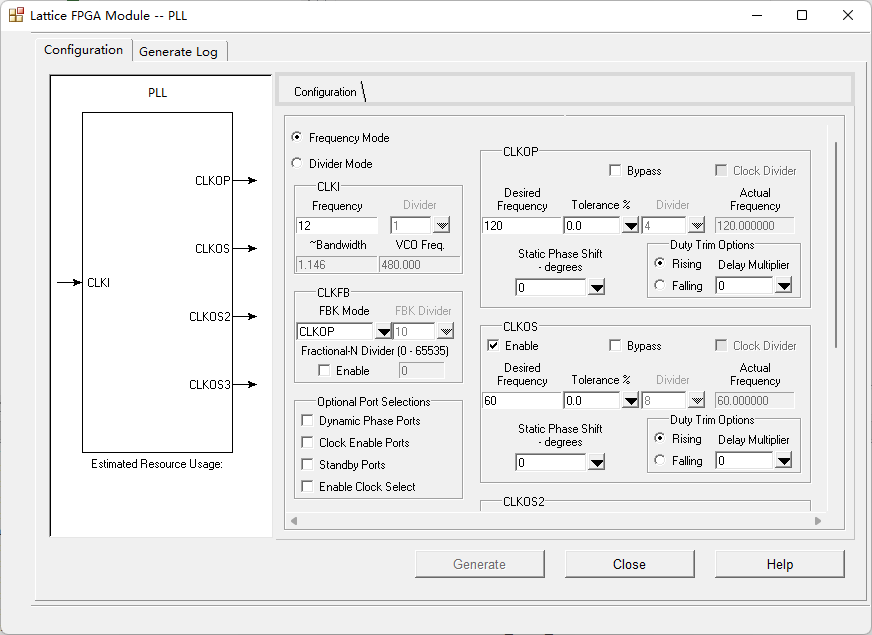 Lattice FPGA Module -- PLL
Configuration
Generate Log
PLL
CLKOP
CLKOS
CLKI
CLKOS2
CLKOS3
Estimated Resource Usage:
Configuration
Frequency Mode
Divider Mode
CLKI
Frequency
Divider
12
1
~Bandwidth
VCO Freq.
1.146
480.000
CLKFB
FBK Mode
FBK Divider
CLKOP
10
Fractional-N Divider (0 - 65535)
Enable
0
Optional Port Selections
Dynamic Phase Ports
Clock Enable Ports
Standby Ports
Enable Clock Select
CLKOP
Bypass
Clock Divider
Desired
Frequency
Tolerance %
Divider
Actual
Frequency
120
0.0
4
120.000000
Static Phase Shift
- degrees
0
Duty Trim Options
Rising
Falling
Delay Multiplier
0
CLKOS
Enable
Bypass
Clock Divider
Desired
Frequency
Tolerance %
Divider
Actual
Frequency
60
0.0
8
60.000000
Static Phase Shift
- degrees
0
Duty Trim Options
Rising
Falling
Delay Multiplier
0
CLKOS2
Generate
Close
Help